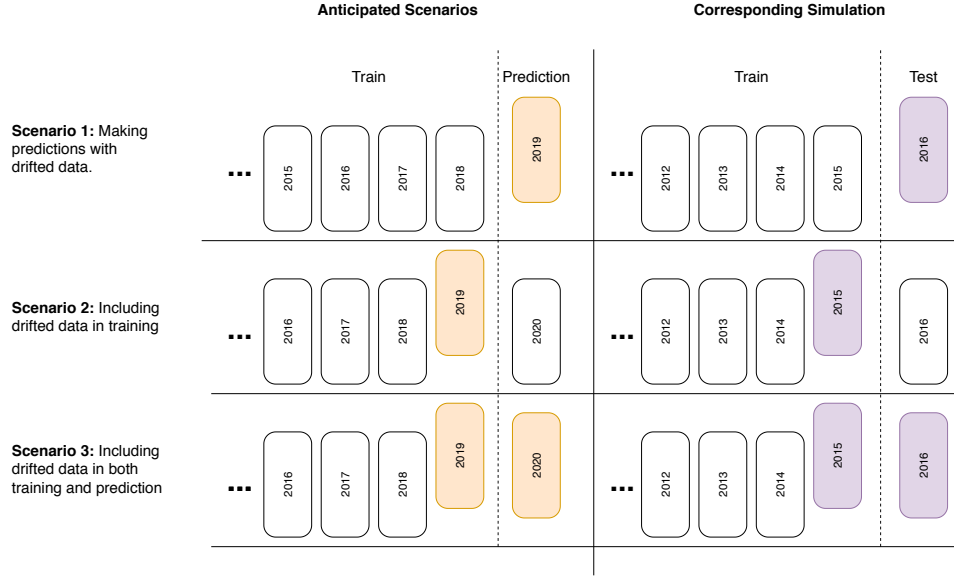 Anticipated Scenarios
Corresponding Simulation
Train
Prediction
Train
Test
Scenario 1: Making
predictions with
drifted data.
...
2015
2016
2017
2018
2019
...
2012
2013
2014
2015
2016
Scenario 2: Including
drifted data in training
...
2016
2017
2018
2019
2020
...
2012
2013
2014
2015
2016
Scenario 3: Including
drifted data in both
training and prediction
...
2016
2017
2018
2019
2020
...
2012
2013
2014
2015
2016